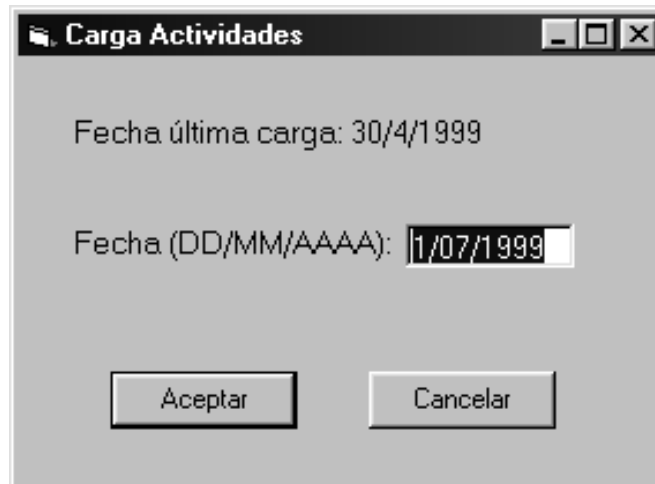 Carga Actividades
Fecha última carga: 30/4/1999
Fecha (DD/MM/AAAA): 1/07/1999
Aceptar Cancelar